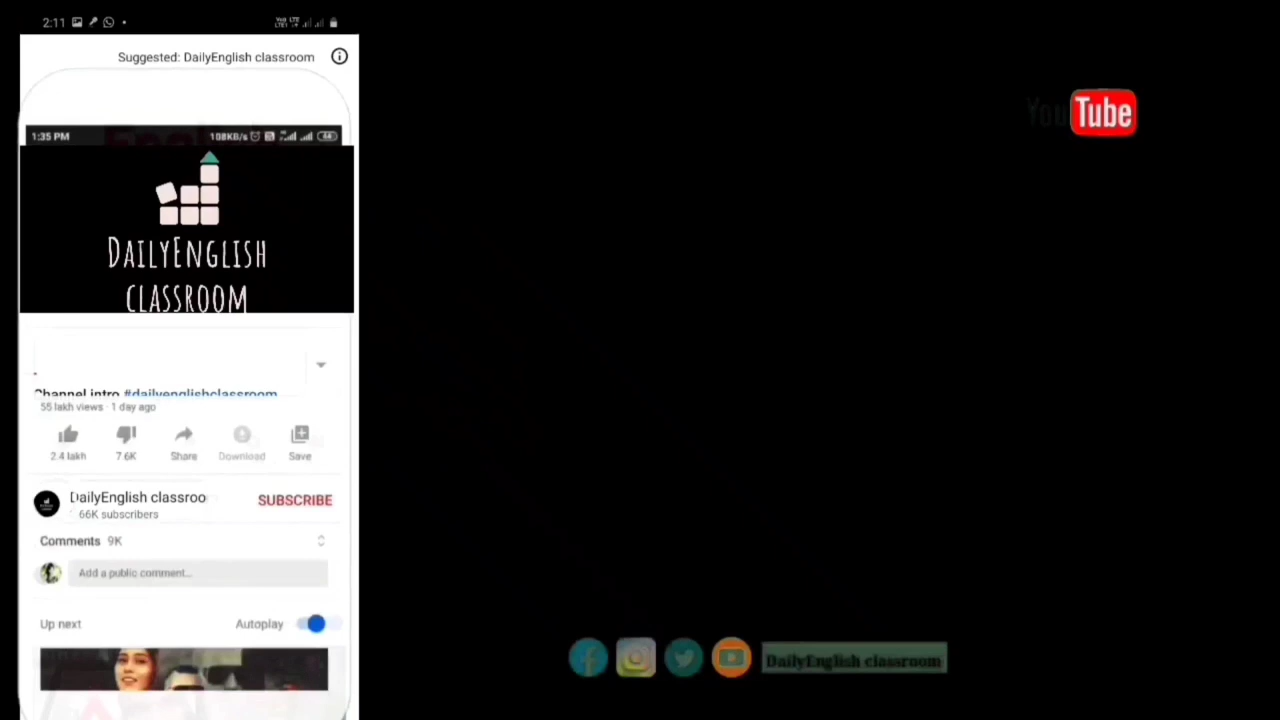 2:11
Suggested: DailyEnglish classroom
1:35 PM 108KB/s
DAILYENGLISH
CLASSROOM
Channel intro #dailyenglishclassroom
55 lakh views · 1 day ago
2.4 lakh 7.6K Share Download Save
DailyEnglish classroo SUBSCRIBE
66K subscribers
Comments 9K
Add a public comment...
Up next Autoplay
YouTube
DailyEnglish classroom